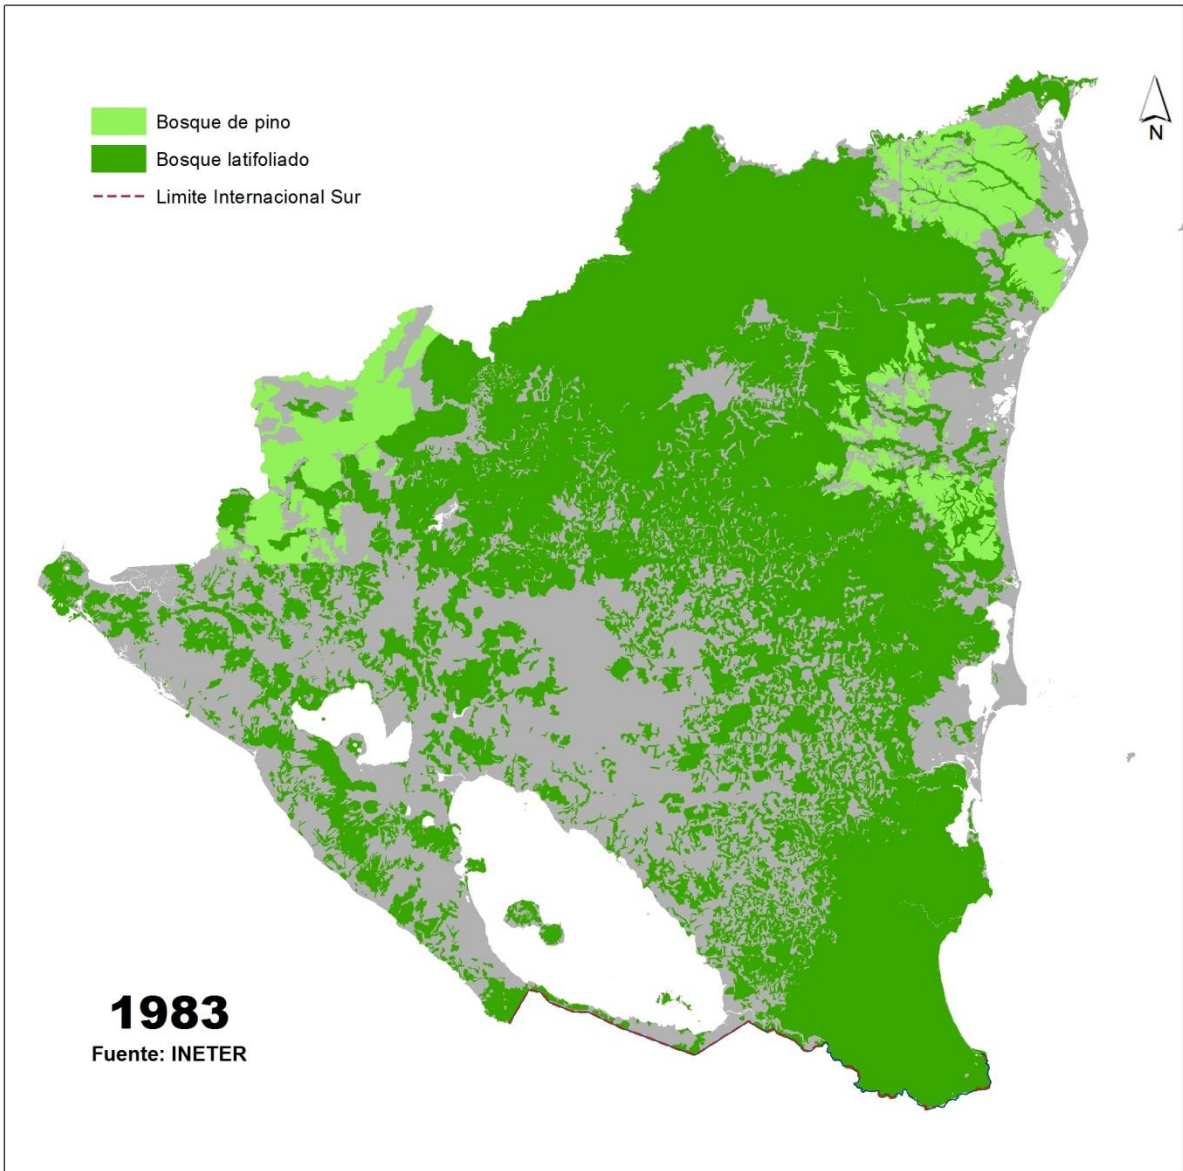 Bosque de pino
Bosque latifoliado
Limite Internacional Sur
N
1983
Fuente: INETER